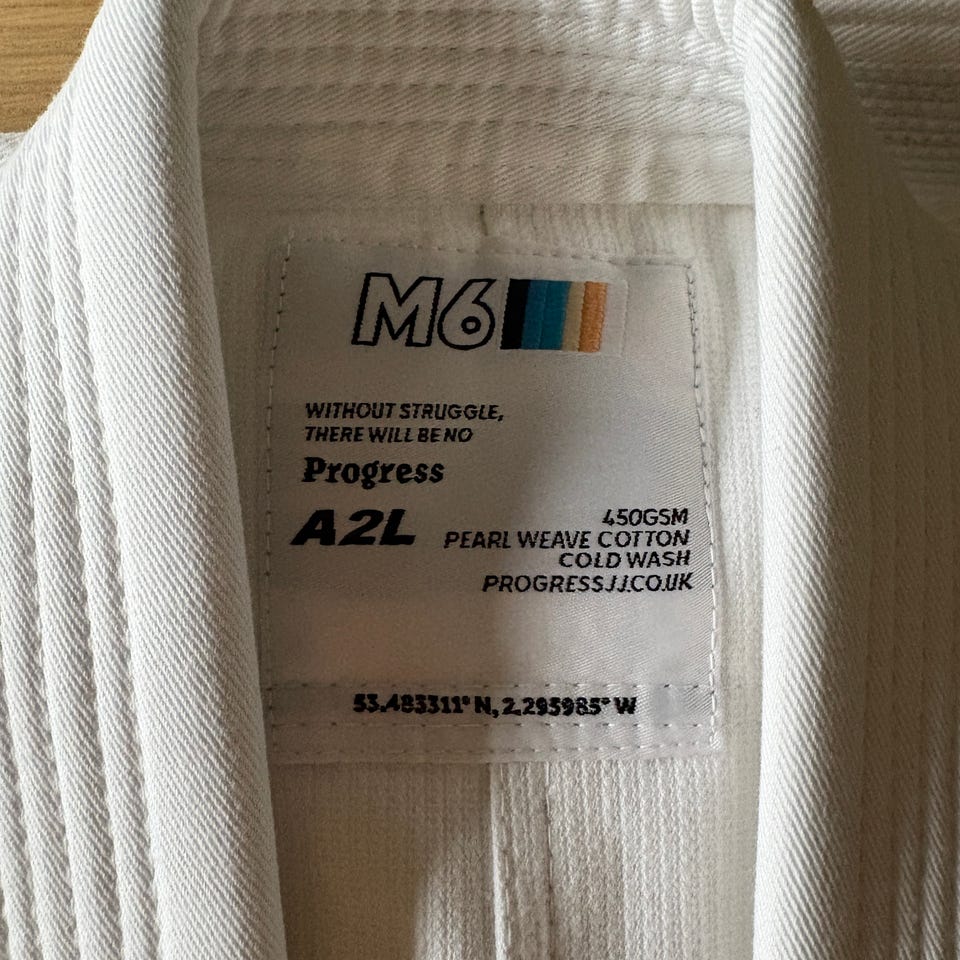 M6
WITHOUT STRUGGLE,
THERE WILL BE NO
Progress
A2L
450GSM
PEARL WEAVE COTTON
COLD WASH
PROGRESSJJ.CO.UK
53.483311° N, 2.295985° W